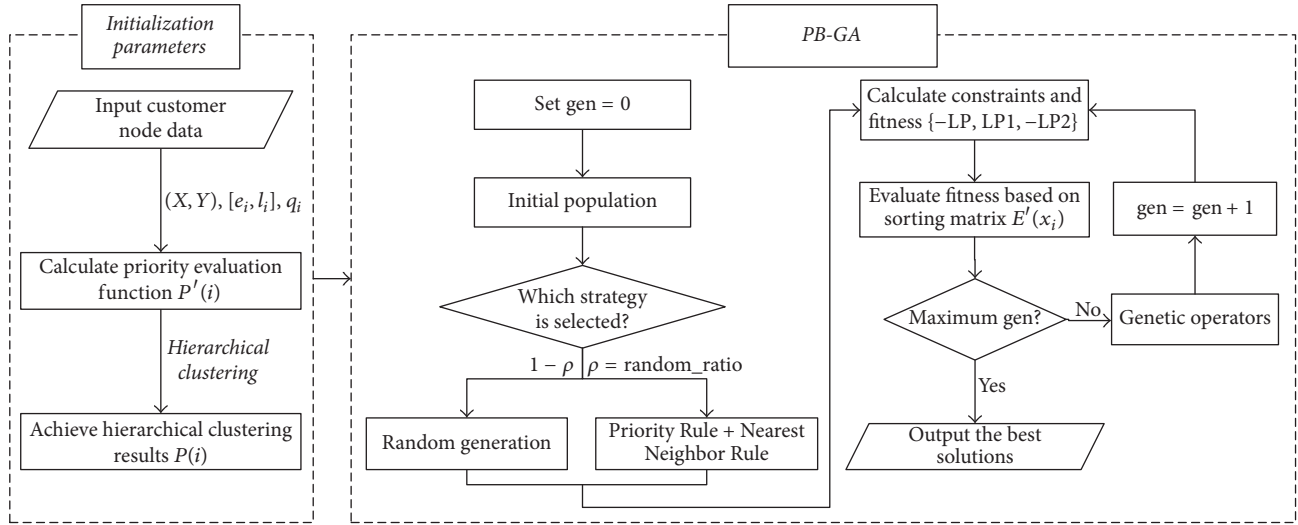 Initialization
parameters
Input customer
node data
(X, Y), [e_i, l_i], q_i
Calculate priority evaluation
function P′(i)
Hierarchical
clustering
Achieve hierarchical clustering
results P(i)
PB-GA
Set gen = 0
Initial population
Which strategy
is selected?
1 − ρ
ρ = random_ratio
Random generation
Priority Rule + Nearest
Neighbor Rule
Calculate constraints and
fitness {−LP, LP1, −LP2}
Evaluate fitness based on
sorting matrix E′(x_i)
Maximum gen?
No
Genetic operators
gen = gen + 1
Yes
Output the best
solutions